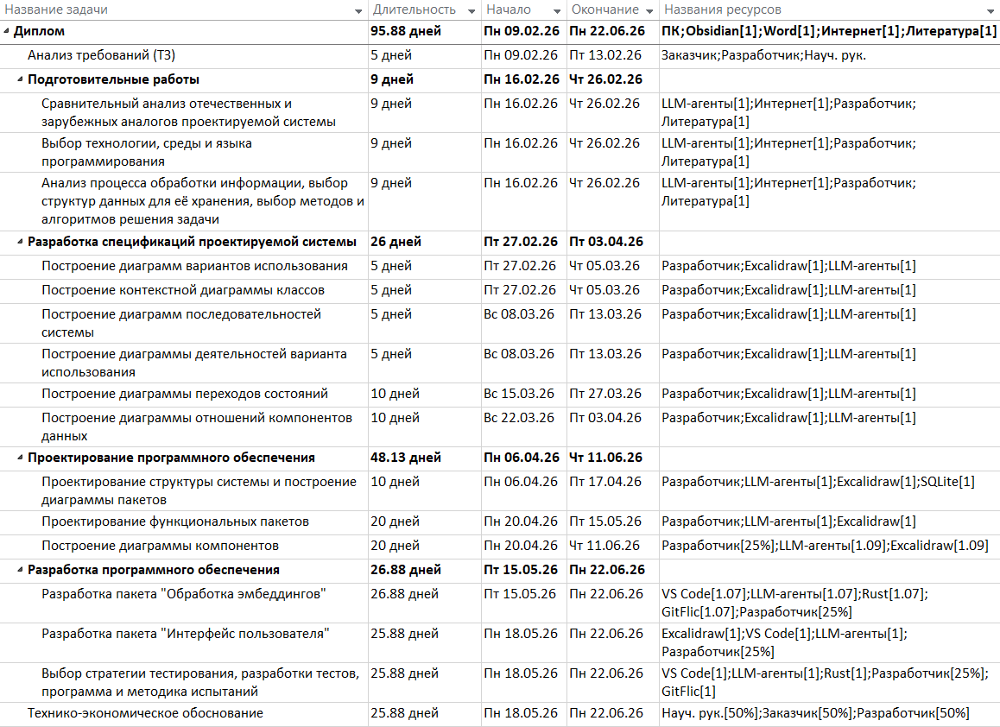 Название задачи Длительность Начало Окончание Названия ресурсов
Диплом 95.88 дней Пн 09.02.26 Пн 22.06.26 ПК;Obsidian[1];Word[1];Интернет[1];Литература[1]
Анализ требований (ТЗ) 5 дней Пн 09.02.26 Пт 13.02.26 Заказчик;Разработчик;Науч. рук.
Подготовительные работы 9 дней Пн 16.02.26 Чт 26.02.26
Сравнительный анализ отечественных и 9 дней Пн 16.02.26 Чт 26.02.26 LLM-агенты[1];Интернет[1];Разработчик;
зарубежных аналогов проектируемой системы Литература[1]
Выбор технологии, среды и языка 9 дней Пн 16.02.26 Чт 26.02.26 LLM-агенты[1];Интернет[1];Разработчик;
программирования Литература[1]
Анализ процесса обработки информации, выбор 9 дней Пн 16.02.26 Чт 26.02.26 LLM-агенты[1];Интернет[1];Разработчик;
структур данных для её хранения, выбор методов и Литература[1]
алгоритмов решения задачи
Разработка спецификаций проектируемой системы 26 дней Пт 27.02.26 Пт 03.04.26
Построение диаграмм вариантов использования 5 дней Пт 27.02.26 Чт 05.03.26 Разработчик;Excalidraw[1];LLM-агенты[1]
Построение контекстной диаграммы классов 5 дней Пт 27.02.26 Чт 05.03.26 Разработчик;Excalidraw[1];LLM-агенты[1]
Построение диаграмм последовательностей 5 дней Вс 08.03.26 Пт 13.03.26 Разработчик;Excalidraw[1];LLM-агенты[1]
системы
Построение диаграммы деятельностей варианта 5 дней Вс 08.03.26 Пт 13.03.26 Разработчик;Excalidraw[1];LLM-агенты[1]
использования
Построение диаграммы переходов состояний 10 дней Вс 15.03.26 Пт 27.03.26 Разработчик;Excalidraw[1];LLM-агенты[1]
Построение диаграммы отношений компонентов 10 дней Вс 22.03.26 Пт 03.04.26 Разработчик;Excalidraw[1];LLM-агенты[1]
данных
Проектирование программного обеспечения 48.13 дней Пн 06.04.26 Чт 11.06.26
Проектирование структуры системы и построение 10 дней Пн 06.04.26 Пт 17.04.26 Разработчик;LLM-агенты[1];Excalidraw[1];SQLite[1]
диаграммы пакетов
Проектирование функциональных пакетов 20 дней Пн 20.04.26 Пт 15.05.26 Разработчик;LLM-агенты[1];Excalidraw[1]
Построение диаграммы компонентов 20 дней Пн 20.04.26 Чт 11.06.26 Разработчик[25%];LLM-агенты[1.09];Excalidraw[1.09]
Разработка программного обеспечения 26.88 дней Пт 15.05.26 Пн 22.06.26
Разработка пакета "Обработка эмбеддингов" 26.88 дней Пт 15.05.26 Пн 22.06.26 VS Code[1.07];LLM-агенты[1.07];Rust[1.07];
GitFlic[1.07];Разработчик[25%]
Разработка пакета "Интерфейс пользователя" 25.88 дней Пн 18.05.26 Пн 22.06.26 Excalidraw[1];VS Code[1];LLM-агенты[1];
Разработчик[25%]
Выбор стратегии тестирования, разработки тестов, 25.88 дней Пн 18.05.26 Пн 22.06.26 VS Code[1];LLM-агенты[1];Rust[1];Разработчик[25%];
программа и методика испытаний GitFlic[1]
Технико-экономическое обоснование 25.88 дней Пн 18.05.26 Пн 22.06.26 Науч. рук.[50%];Заказчик[50%];Разработчик[50%]